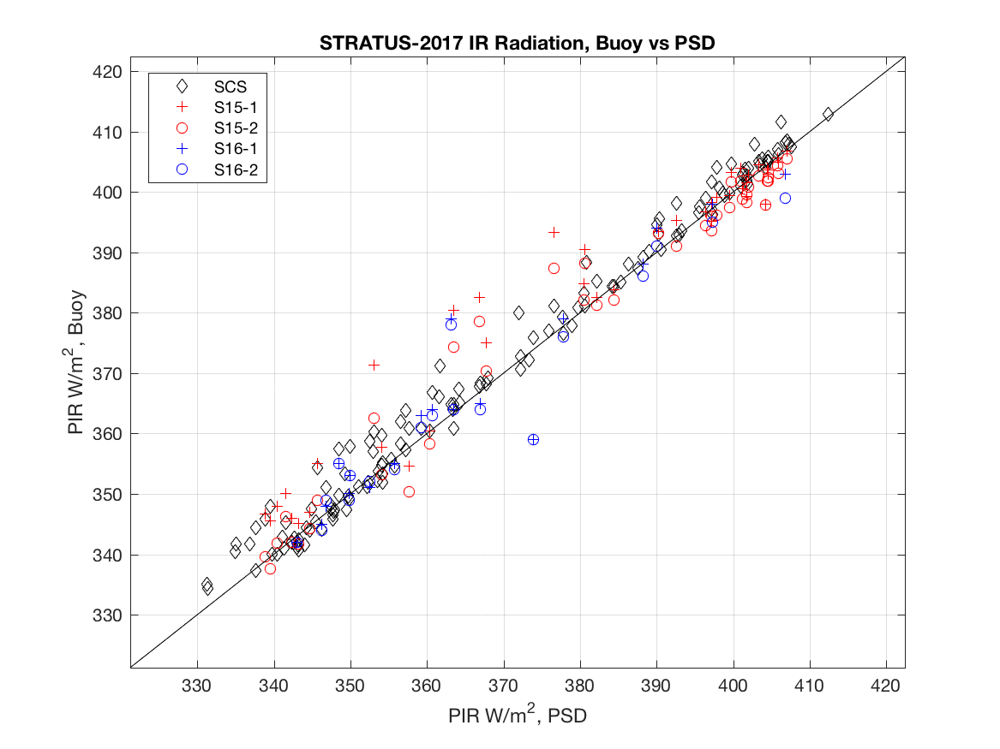 STRATUS-2017 IR Radiation, Buoy vs PSD
420
410
400
390
380
370
360
350
340
330
PIR W/m², Buoy
SCS
S15-1
S15-2
S16-1
S16-2
330 340 350 360 370 380 390 400 410 420
PIR W/m², PSD